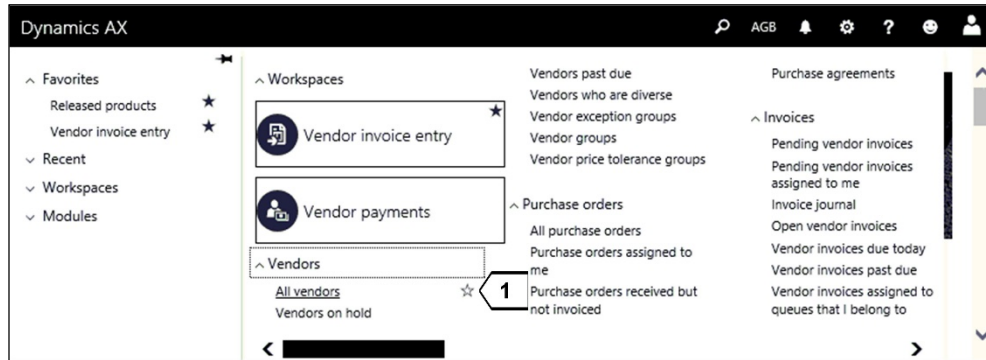 Dynamics AX
AGB
?
Favorites
Released products
Vendor invoice entry
Recent
Workspaces
Modules
Workspaces
Vendor invoice entry
Vendor payments
Vendors
All vendors
1
Vendors on hold
Vendors past due
Vendors who are diverse
Vendor exception groups
Vendor groups
Vendor price tolerance groups
Purchase orders
All purchase orders
Purchase orders assigned to
me
Purchase orders received but
not invoiced
Purchase agreements
Invoices
Pending vendor invoices
Pending vendor invoices
assigned to me
Invoice journal
Open vendor invoices
Vendor invoices due today
Vendor invoices past due
Vendor invoices assigned to
queues that I belong to